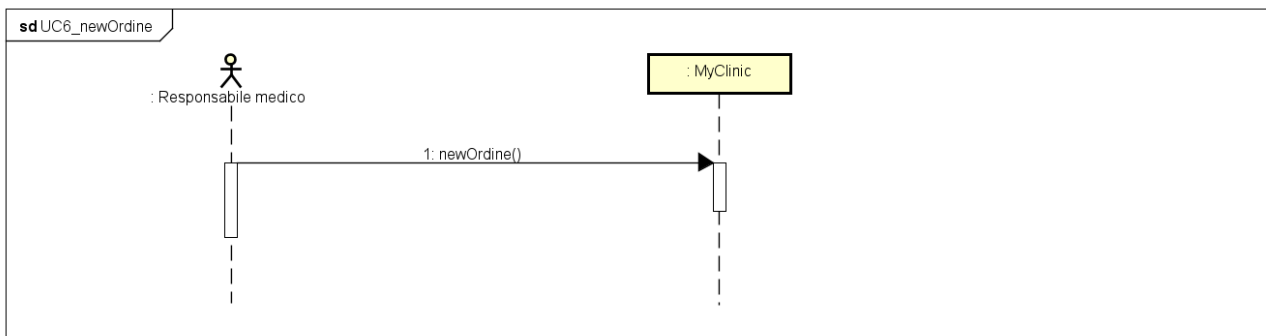 sd UC6_newOrdine
: Responsabile medico
: MyClinic
1: newOrdine()